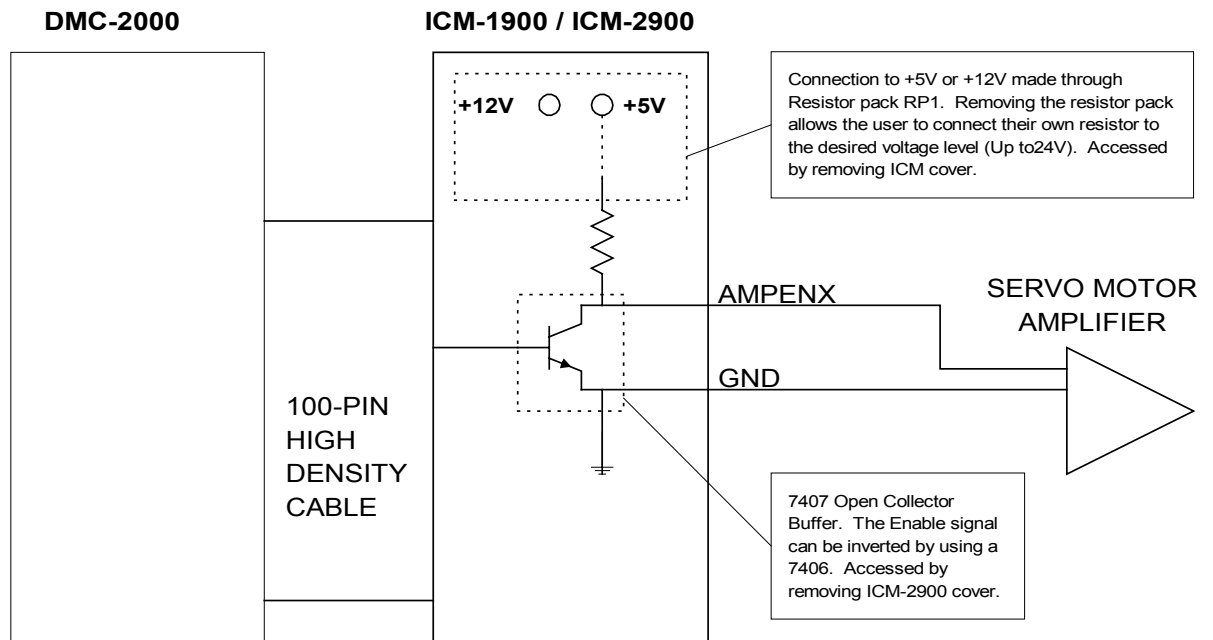 DMC-2000
ICM-1900 / ICM-2900
+12V
+5V
Connection to +5V or +12V made through
Resistor pack RP1. Removing the resistor pack
allows the user to connect their own resistor to
the desired voltage level (Up to24V). Accessed
by removing ICM cover.
AMPENX
SERVO MOTOR
AMPLIFIER
GND
100-PIN
HIGH
DENSITY
CABLE
7407 Open Collector
Buffer. The Enable signal
can be inverted by using a
7406. Accessed by
removing ICM-2900 cover.